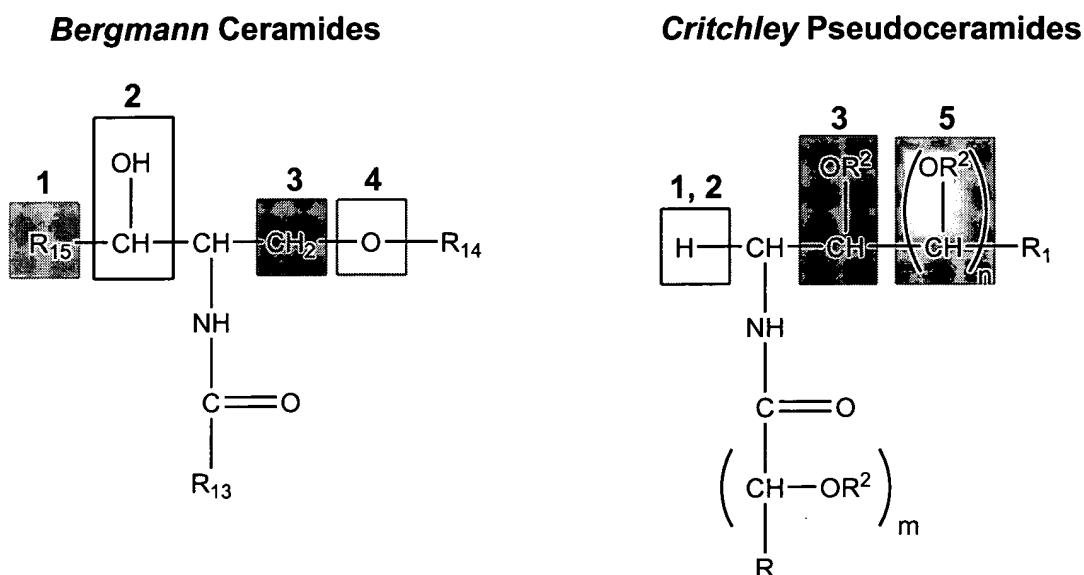 Bergmann Ceramides
Critchley Pseudoceramides
2
OH
1
3
4
R15
CH
CH
CH2
O
R14
NH
C
O
R13
3
5
OR²
OR²
1, 2
H
CH
CH
CH
R1
n
NH
C
O
CH
OR²
m
R